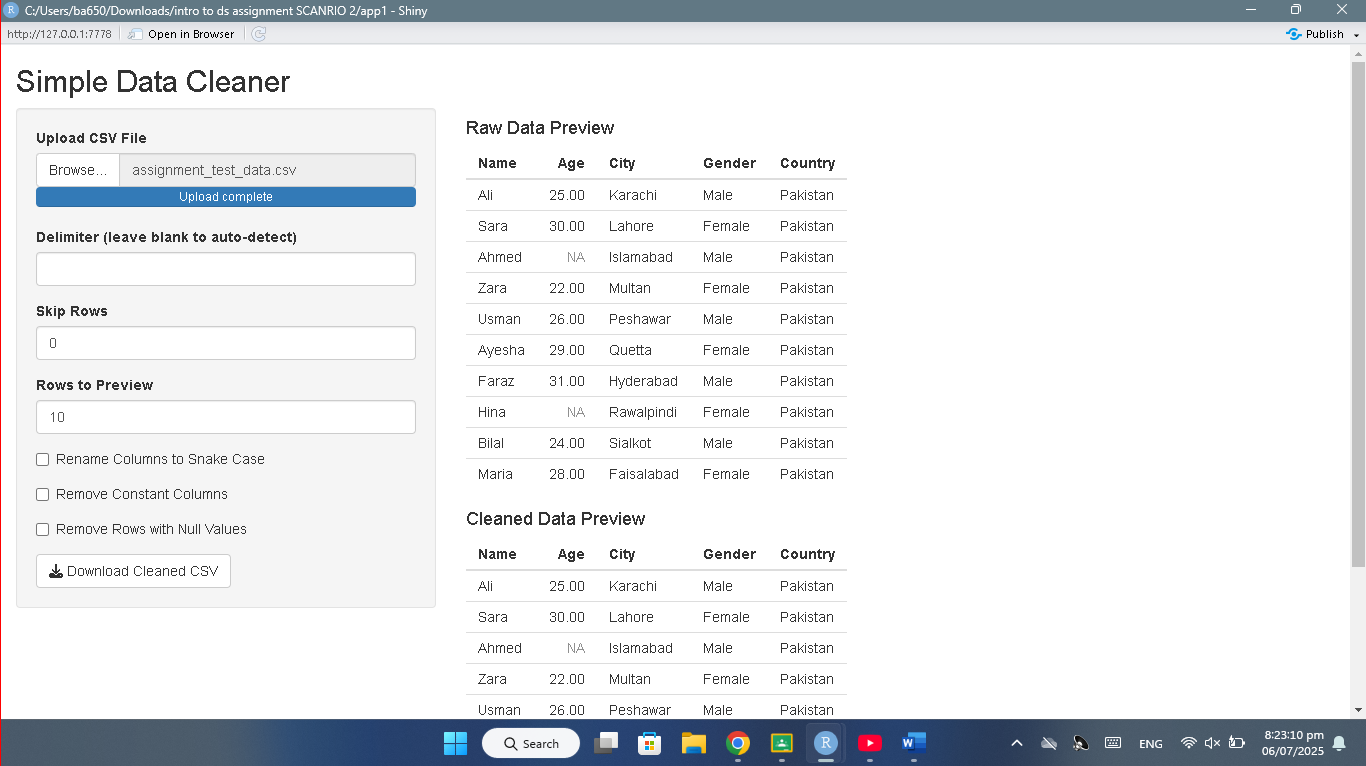 C:/Users/ba650/Downloads/intro to ds assignment SCANRIO 2/app1 - Shiny
http://127.0.0.1:7778 Open in Browser Publish
Simple Data Cleaner
Upload CSV File
Browse... assignment_test_data.csv
Upload complete
Delimiter (leave blank to auto-detect)
Skip Rows
0
Rows to Preview
10
Rename Columns to Snake Case
Remove Constant Columns
Remove Rows with Null Values
Download Cleaned CSV
Raw Data Preview
Name Age City Gender Country
Ali 25.00 Karachi Male Pakistan
Sara 30.00 Lahore Female Pakistan
Ahmed NA Islamabad Male Pakistan
Zara 22.00 Multan Female Pakistan
Usman 26.00 Peshawar Male Pakistan
Ayesha 29.00 Quetta Female Pakistan
Faraz 31.00 Hyderabad Male Pakistan
Hina NA Rawalpindi Female Pakistan
Bilal 24.00 Sialkot Male Pakistan
Maria 28.00 Faisalabad Female Pakistan
Cleaned Data Preview
Name Age City Gender Country
Ali 25.00 Karachi Male Pakistan
Sara 30.00 Lahore Female Pakistan
Ahmed NA Islamabad Male Pakistan
Zara 22.00 Multan Female Pakistan
Usman 26.00 Peshawar Male Pakistan
Search
ENG
8:23:10 pm
06/07/2025